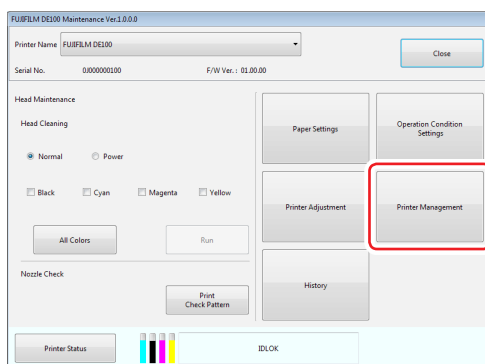 FUJIFILM DE100 Maintenance Ver.1.0.0.0
Printer Name FUJIFILM DE100
Close
Serial No. 0J000000100 F/W Ver. : 01.00.00
Head Maintenance
Head Cleaning
Normal Power
Black Cyan Magenta Yellow
All Colors Run
Nozzle Check
Print
Check Pattern
Paper Settings
Operation Condition
Settings
Printer Adjustment
Printer Management
History
Printer Status
IDLOK